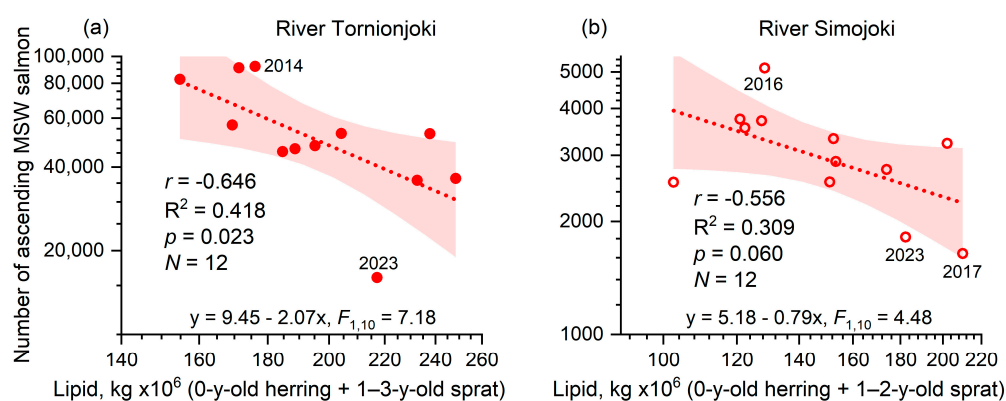 (a) River Tornionjoki
Number of ascending MSW salmon
100,000
80,000
60,000
40,000
20,000
2014
r = -0.646
R² = 0.418
p = 0.023
N = 12
2023
y = 9.45 - 2.07x, F1,10 = 7.18
140 160 180 200 220 240 260
Lipid, kg x10⁶ (0-y-old herring + 1–3-y-old sprat)
(b) River Simojoki
5000
4000
3000
2000
1000
2016
r = -0.556
R² = 0.309
p = 0.060
N = 12
2023
2017
y = 5.18 - 0.79x, F1,10 = 4.48
100 120 140 160 180 200 220
Lipid, kg x10⁶ (0-y-old herring + 1–2-y-old sprat)